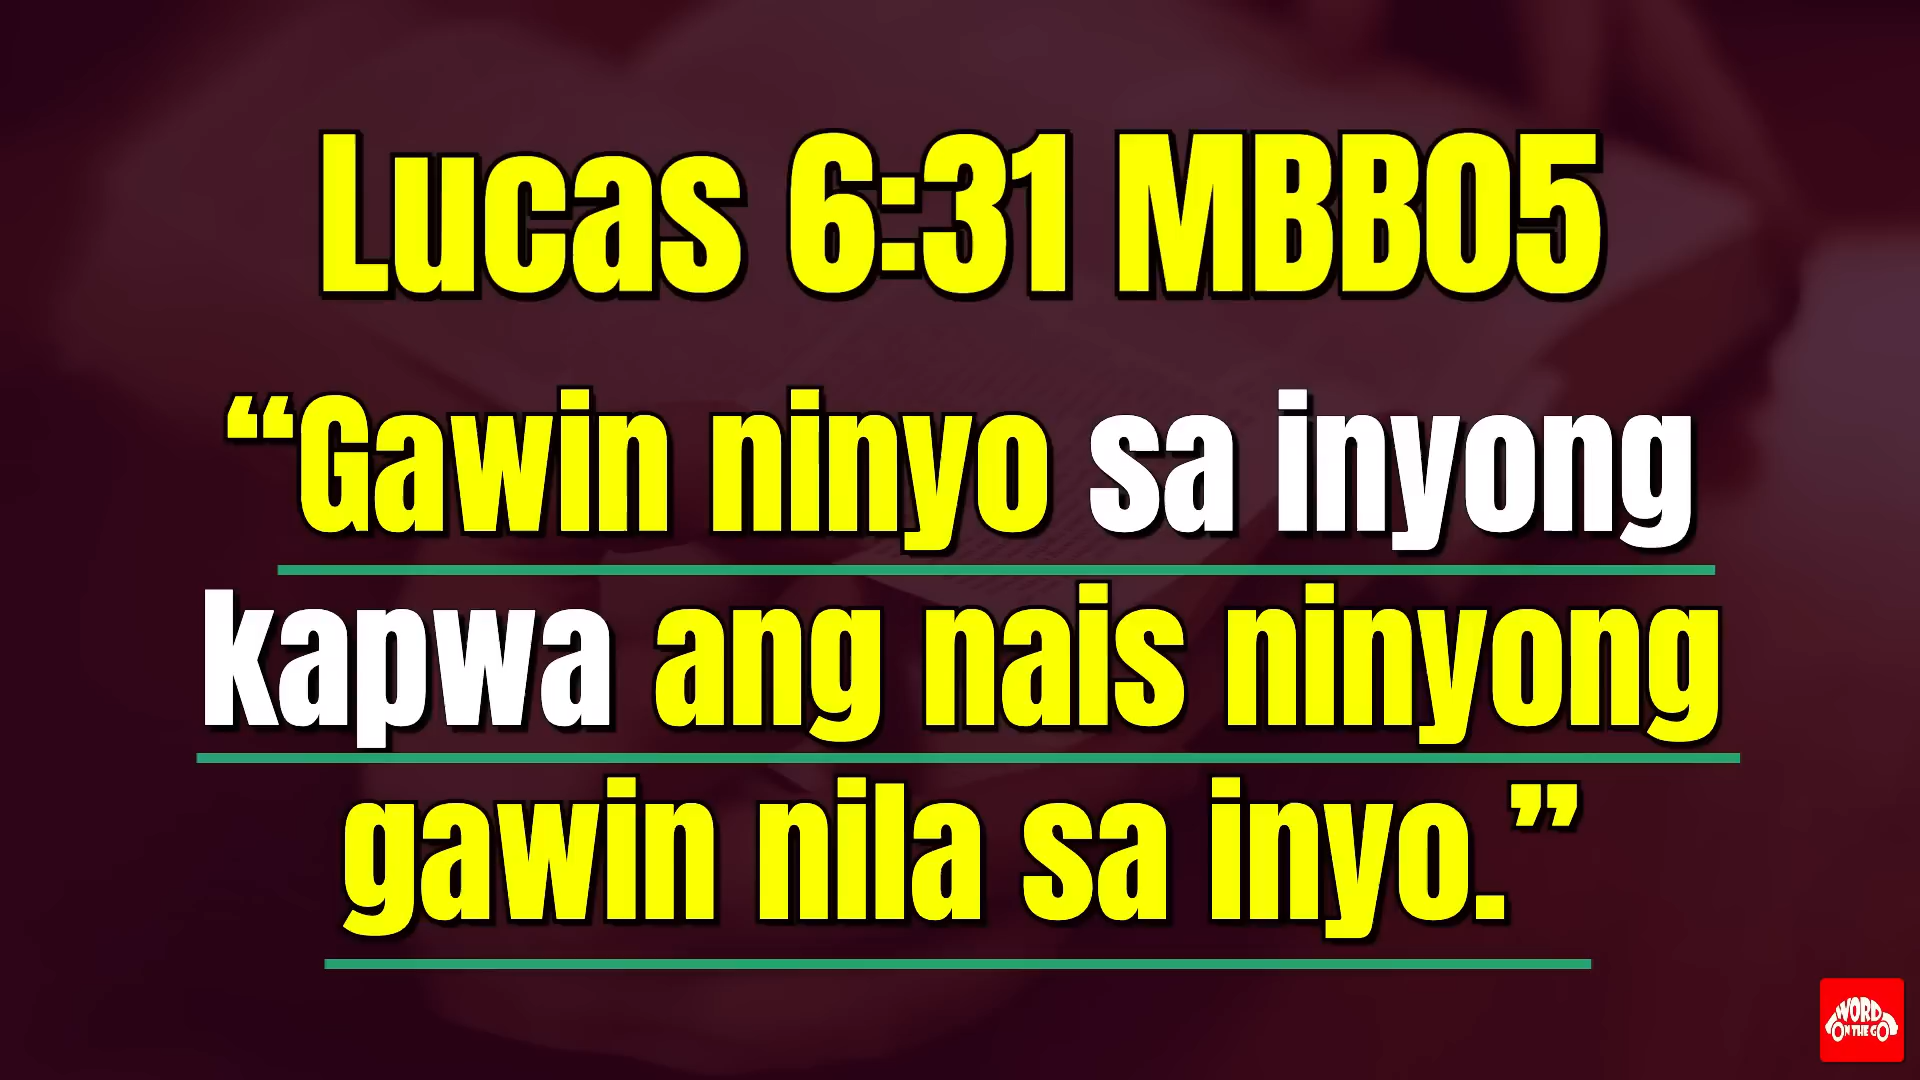 Lucas 6:31 MBB05
“Gawin ninyo sa inyong
kapwa ang nais ninyong
gawin nila sa inyo.”
WORD
ON THE GO